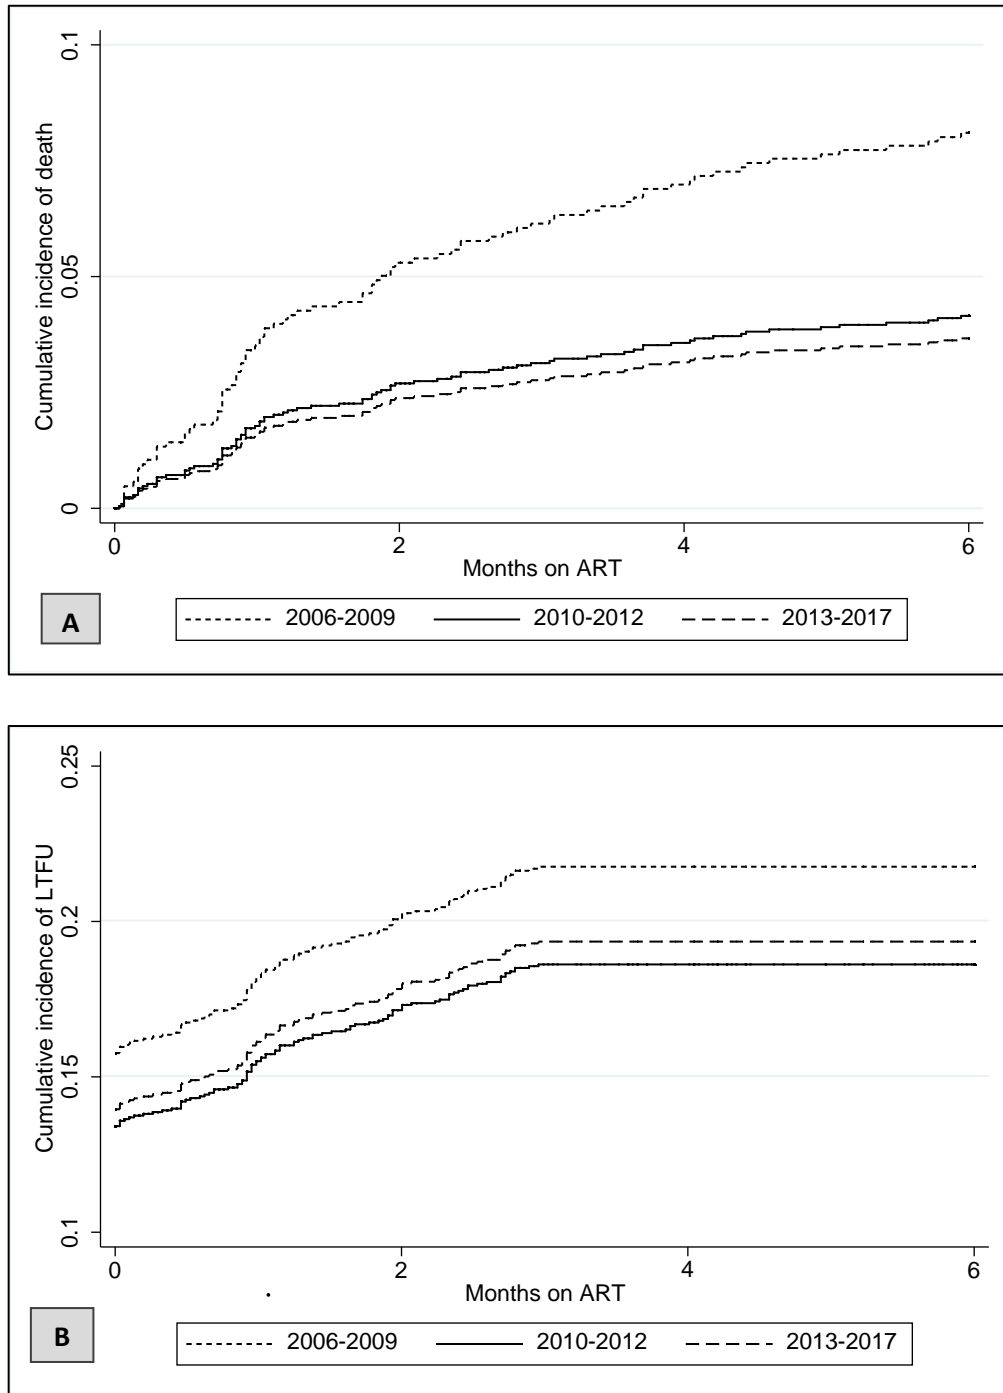 0.1
0.05
0
Cumulative incidence of death
0 2 4 6
Months on ART
A
2006-2009 2010-2012 2013-2017
0.25
0.2
0.15
0.1
Cumulative incidence of LTFU
0 2 4 6
Months on ART
B
2006-2009 2010-2012 2013-2017